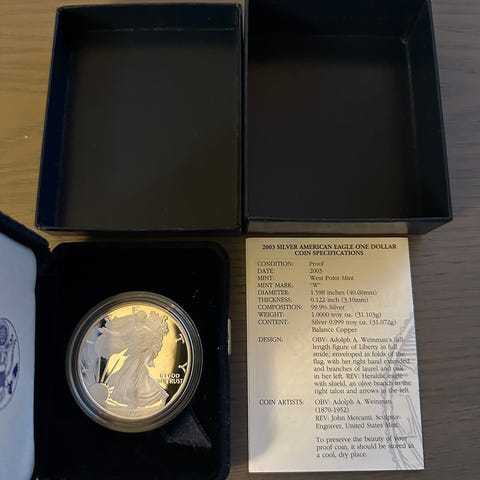 2003 SILVER AMERICAN EAGLE ONE DOLLAR
COIN SPECIFICATIONS
CONDITION: Proof
DATE: 2003
MINT: West Point Mint
MINT MARK: "W"
DIAMETER: 1.598 inches (40.60mm)
THICKNESS: 0.122 inch (3.10mm)
COMPOSITION: 99.9% Silver
WEIGHT: 1.0000 troy oz. (31.103g)
CONTENT: Silver 0.999 troy oz. (31.072g)
Balance Copper
DESIGN: OBV: Adolph A. Weinman's full-
length figure of Liberty in full
stride, enveloped in folds of the
flag, with her right hand extended
and branches of laurel and oak
in her left. REV: Heraldic eagle
with shield, an olive branch in the
right talon and arrows in the left.
COIN ARTISTS: OBV: Adolph A. Weinman
(1870-1952)
REV: John Mercanti, Sculptor-
Engraver, United States Mint.
To preserve the beauty of your
proof coin, it should be stored in
a cool, dry place.
GOD
TRUST